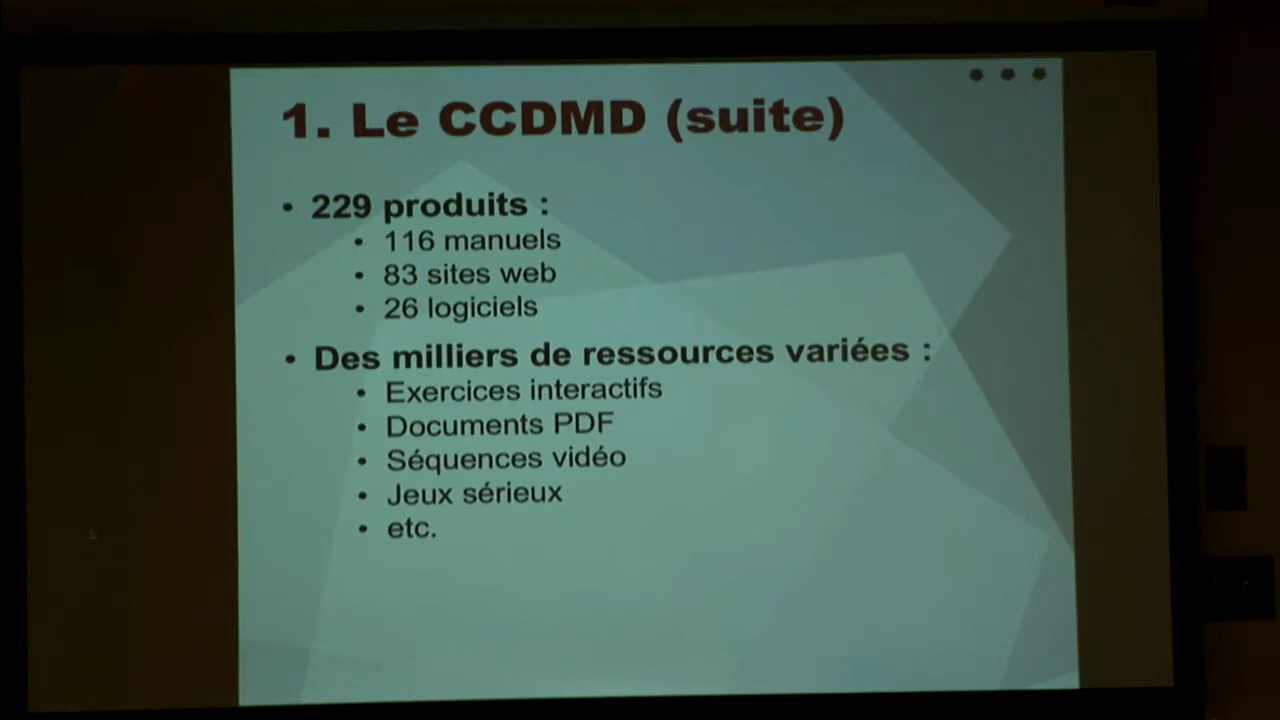 1. Le CCDMD (suite)
• 229 produits :
• 116 manuels
• 83 sites web
• 26 logiciels
• Des milliers de ressources variées :
• Exercices interactifs
• Documents PDF
• Séquences vidéo
• Jeux sérieux
• etc.